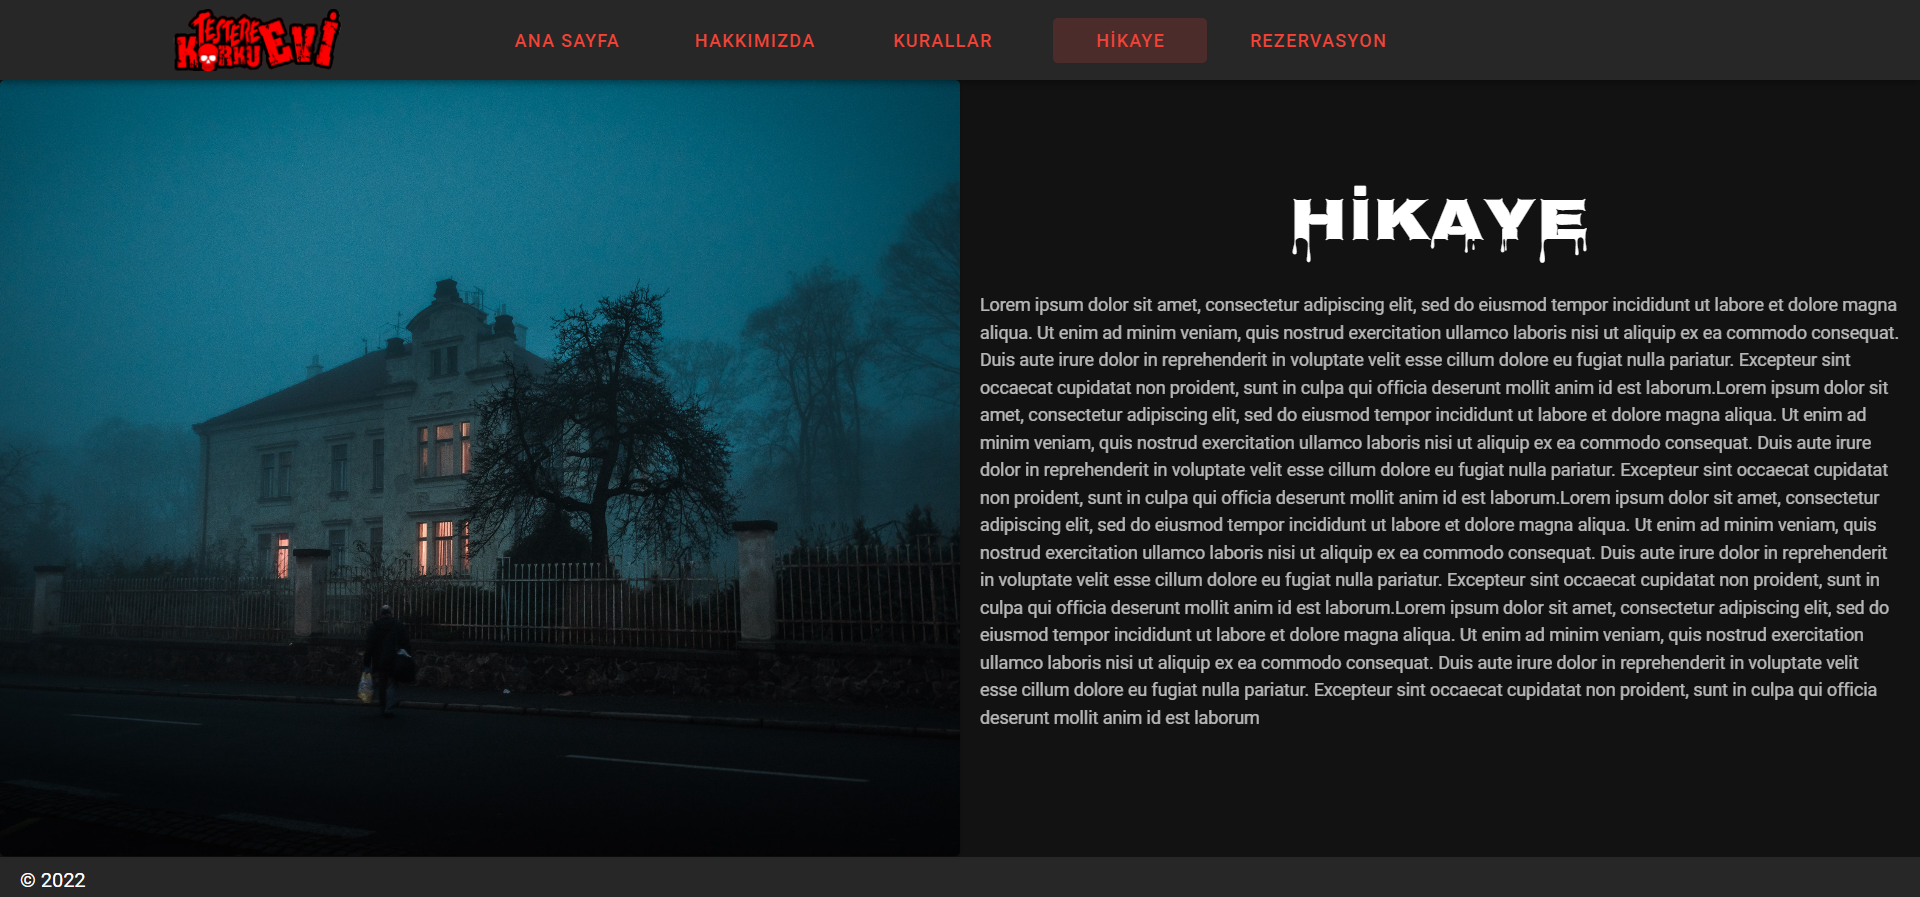 TESTERE
KORKU EVİ
ANA SAYFA
HAKKIMIZDA
KURALLAR
HİKAYE
REZERVASYON
HİKAYE
Lorem ipsum dolor sit amet, consectetur adipiscing elit, sed do eiusmod tempor incididunt ut labore et dolore magna
aliqua. Ut enim ad minim veniam, quis nostrud exercitation ullamco laboris nisi ut aliquip ex ea commodo consequat.
Duis aute irure dolor in reprehenderit in voluptate velit esse cillum dolore eu fugiat nulla pariatur. Excepteur sint
occaecat cupidatat non proident, sunt in culpa qui officia deserunt mollit anim id est laborum.Lorem ipsum dolor sit
amet, consectetur adipiscing elit, sed do eiusmod tempor incididunt ut labore et dolore magna aliqua. Ut enim ad
minim veniam, quis nostrud exercitation ullamco laboris nisi ut aliquip ex ea commodo consequat. Duis aute irure
dolor in reprehenderit in voluptate velit esse cillum dolore eu fugiat nulla pariatur. Excepteur sint occaecat cupidatat
non proident, sunt in culpa qui officia deserunt mollit anim id est laborum.Lorem ipsum dolor sit amet, consectetur
adipiscing elit, sed do eiusmod tempor incididunt ut labore et dolore magna aliqua. Ut enim ad minim veniam, quis
nostrud exercitation ullamco laboris nisi ut aliquip ex ea commodo consequat. Duis aute irure dolor in reprehenderit
in voluptate velit esse cillum dolore eu fugiat nulla pariatur. Excepteur sint occaecat cupidatat non proident, sunt in
culpa qui officia deserunt mollit anim id est laborum.Lorem ipsum dolor sit amet, consectetur adipiscing elit, sed do
eiusmod tempor incididunt ut labore et dolore magna aliqua. Ut enim ad minim veniam, quis nostrud exercitation
ullamco laboris nisi ut aliquip ex ea commodo consequat. Duis aute irure dolor in reprehenderit in voluptate velit
esse cillum dolore eu fugiat nulla pariatur. Excepteur sint occaecat cupidatat non proident, sunt in culpa qui officia
deserunt mollit anim id est laborum
© 2022